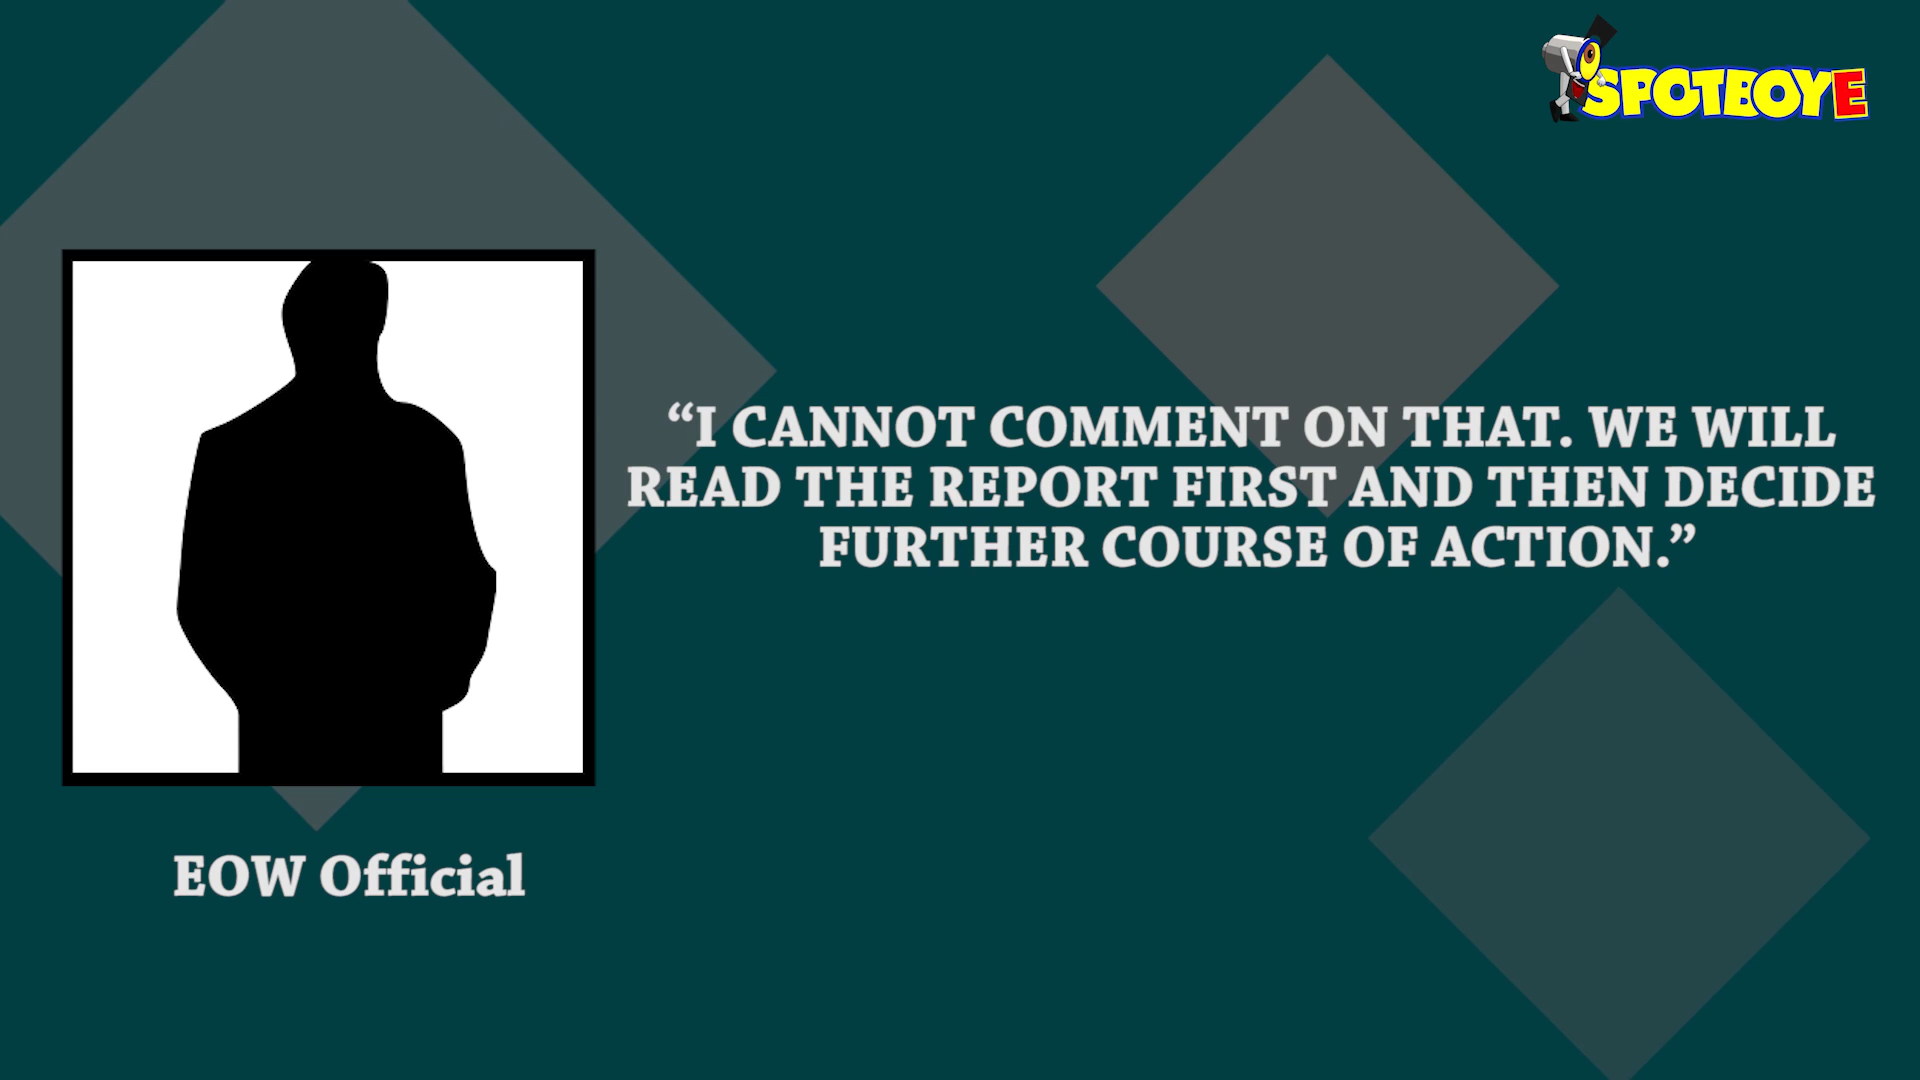 SPOTBOYE
“I CANNOT COMMENT ON THAT. WE WILL
READ THE REPORT FIRST AND THEN DECIDE
FURTHER COURSE OF ACTION.”
EOW Official